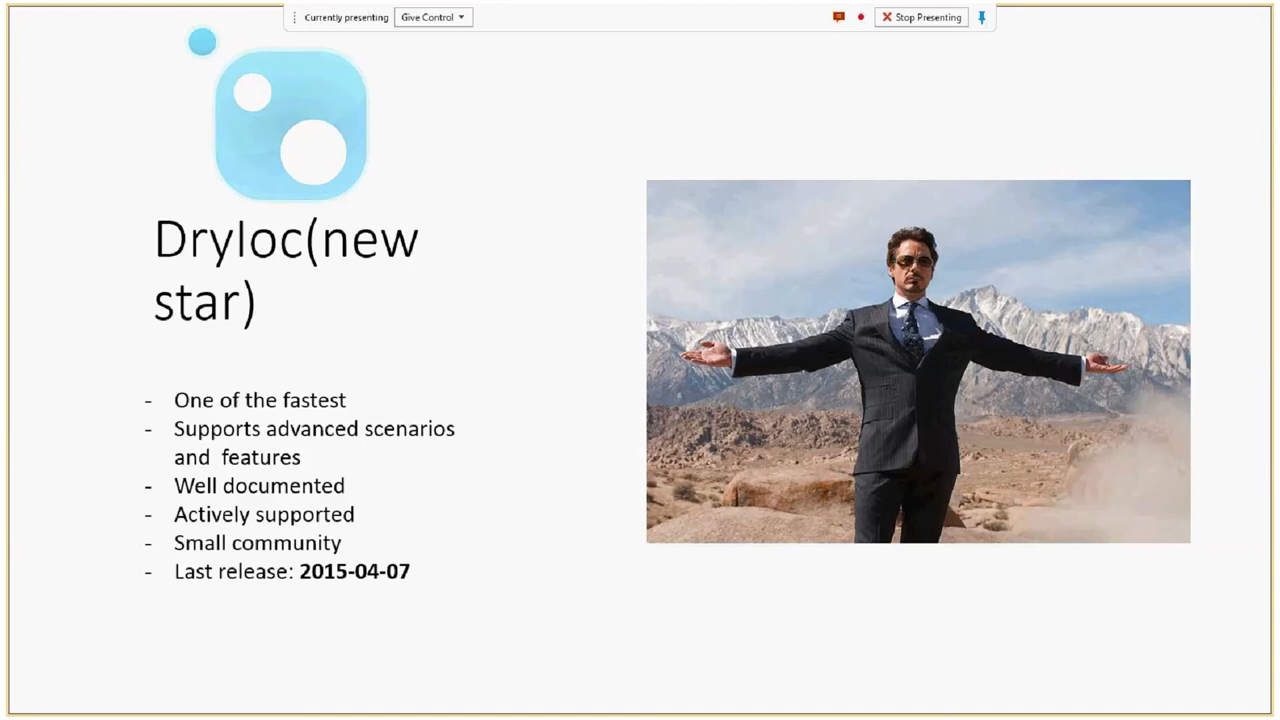 Currently presenting
Give Control
Stop Presenting
DryIoc(new
star)
- One of the fastest
- Supports advanced scenarios
and  features
- Well documented
- Actively supported
- Small community
- Last release: 2015-04-07